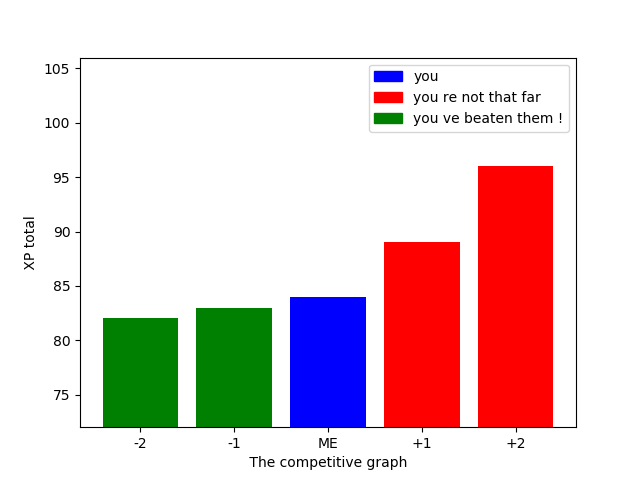 105
100
95
90
85
80
75
XP total
you
you re not that far
you ve beaten them !
-2 -1 ME +1 +2
The competitive graph